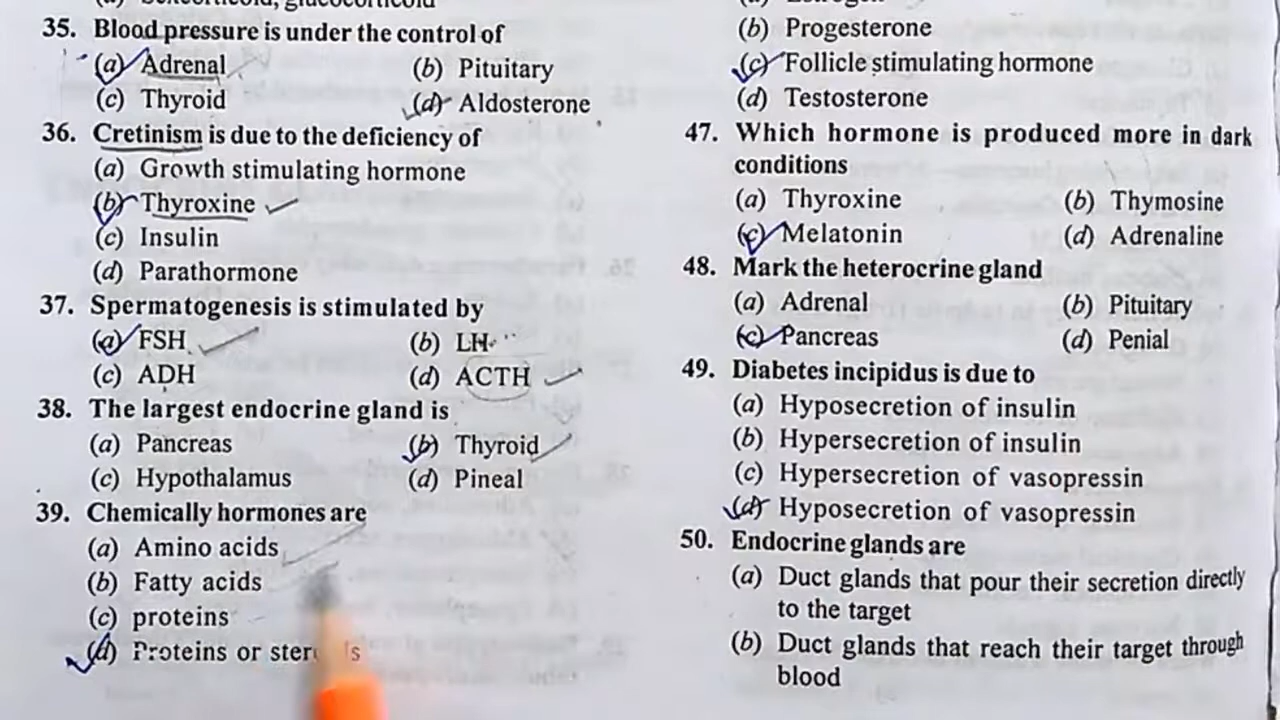 35. Blood pressure is under the control of
(a) Adrenal (b) Pituitary
(c) Thyroid (d) Aldosterone
36. Cretinism is due to the deficiency of
(a) Growth stimulating hormone
(b) Thyroxine
(c) Insulin
(d) Parathormone
37. Spermatogenesis is stimulated by
(a) FSH (b) LH
(c) ADH (d) ACTH
38. The largest endocrine gland is
(a) Pancreas (b) Thyroid
(c) Hypothalamus (d) Pineal
39. Chemically hormones are
(a) Amino acids
(b) Fatty acids
(c) proteins
(d) Proteins or
(b) Progesterone
(c) Follicle stimulating hormone
(d) Testosterone
47. Which hormone is produced more in dark
conditions
(a) Thyroxine (b) Thymosine
(c) Melatonin (d) Adrenaline
48. Mark the heterocrine gland
(a) Adrenal (b) Pituitary
(c) Pancreas (d) Penial
49. Diabetes incipidus is due to
(a) Hyposecretion of insulin
(b) Hypersecretion of insulin
(c) Hypersecretion of vasopressin
(d) Hyposecretion of vasopressin
50. Endocrine glands are
(a) Duct glands that pour their secretion directly
to the target
(b) Duct glands that reach their target through
blood